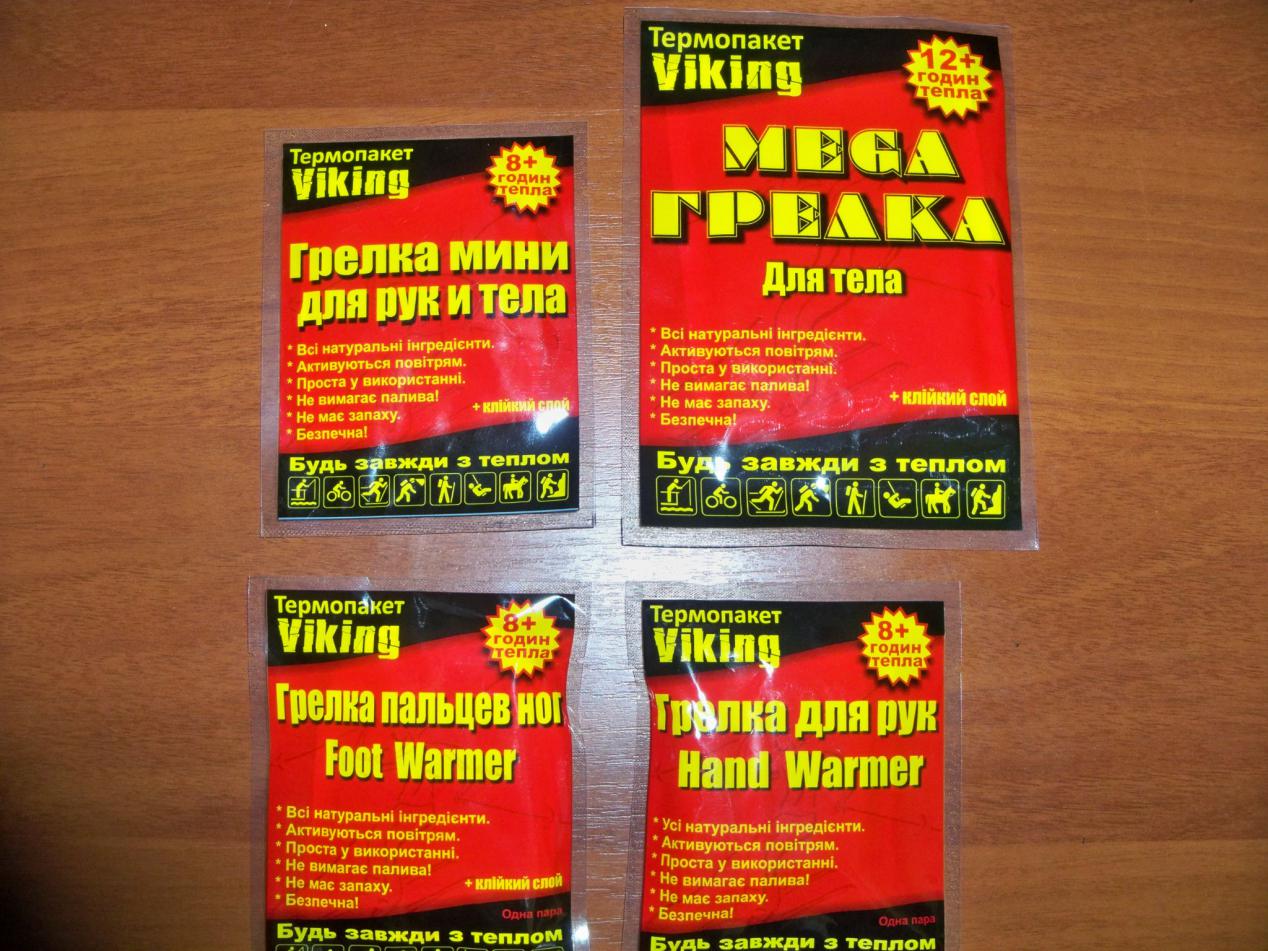 Термопакет
Viking
8+
годин
тепла
Грелка мини
для рук и тела
* Всі натуральні інгредієнти.
* Активуються повітрям.
* Проста у використанні.
* Не вимагає палива!
* Не має запаху.
* Безпечна!
+ клійкий слой
Будь завжди з теплом
Термопакет
Viking
12+
годин
тепла
MEGA
ГРЕЛКА
Для тела
* Всі натуральні інгредієнти.
* Активуються повітрям.
* Проста у використанні.
* Не вимагає палива!
* Не має запаху.
* Безпечна!
+ клійкий слой
Будь завжди з теплом
Термопакет
Viking
8+
годин
тепла
Грелка пальцев ног
Foot Warmer
* Всі натуральні інгредієнти.
* Активуються повітрям.
* Проста у використанні.
* Не вимагає палива!
* Не має запаху.
* Безпечна!
+ клійкий слой
Одна пара
Будь завжди з теплом
Термопакет
Viking
8+
годин
тепла
Грелка для рук
Hand Warmer
* Усі натуральні інгредієнти.
* Активуються повітрям.
* Проста у використанні.
* Не вимагає палива!
* Не має запаху.
* Безпечна!
Одна пара
Будь завжди з теплом